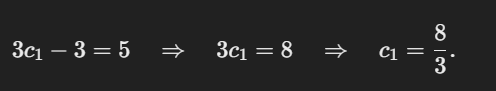 3c₁ − 3 = 5 ⇒ 3c₁ = 8 ⇒ c₁ = 8/3.